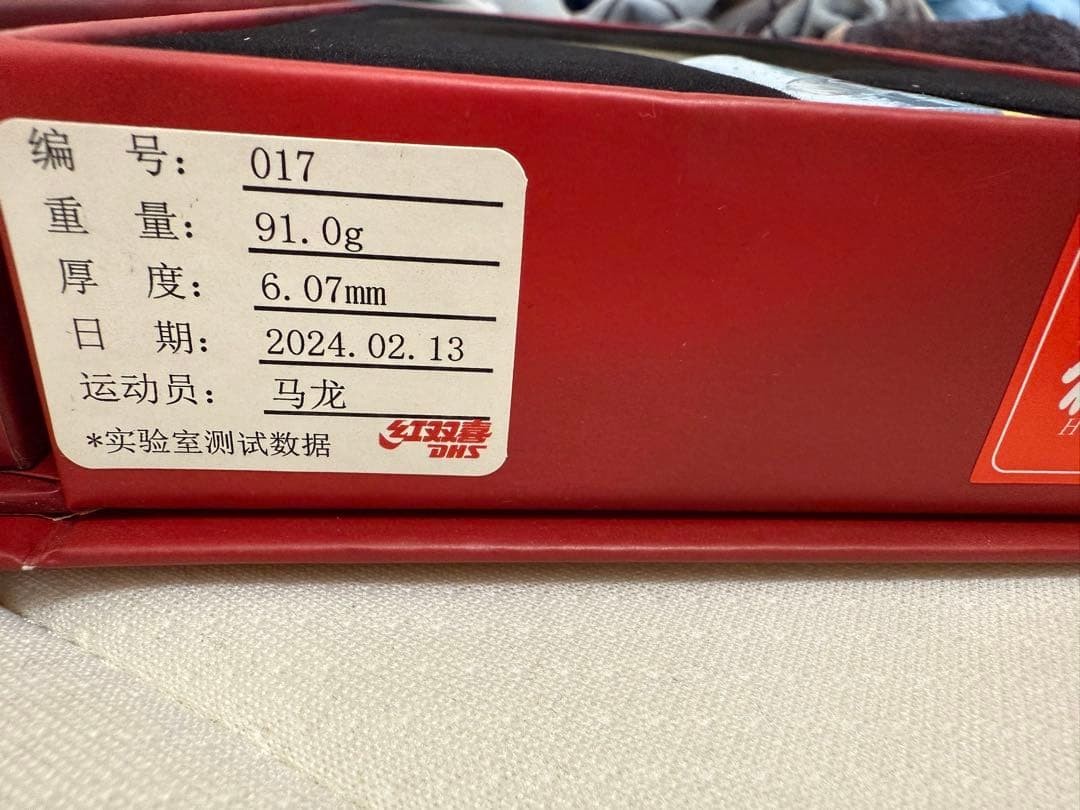 编 号： 017
重 量： 91.0g
厚 度： 6.07mm
日 期： 2024.02.13
运动员： 马龙
*实验室测试数据
红双喜
DHS
H